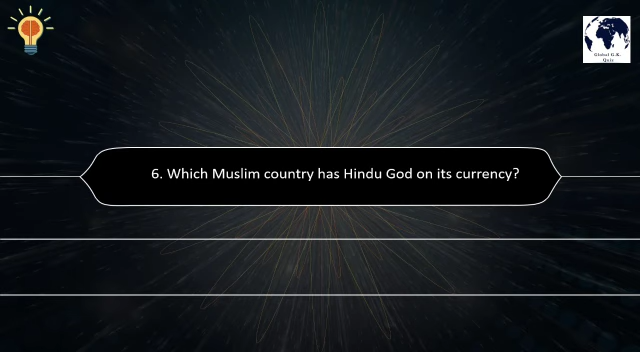 Global G.K.
Quiz
6. Which Muslim country has Hindu God on its currency?